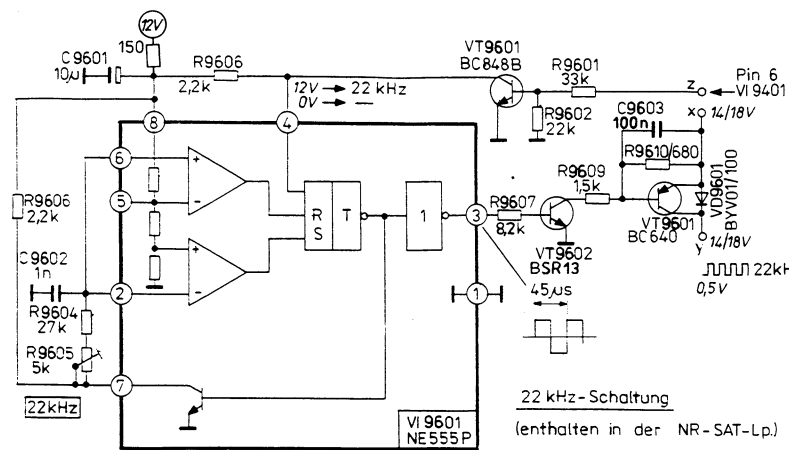 12V
150
C9601
10µ
R9606
2,2k
12V → 22 kHz
0V → —
VT9601
BC848B
R9601
33k
R9602
22k
z
Pin 6
VI 9401
x
14/18V
C9603
100n
R9610/680
VD9601
BYV01/100
VT9601
BC640
y
14/18V
22kH
0,5V
8
4
6
5
2
7
3
1
+
-
+
-
R
S
T
1
R9606
2,2k
C9602
1n
R9604
27k
R9605
5k
22kHz
R9607
8,2k
R9609
1,5k
VT9602
BSR13
45µs
VI 9601
NE555P
22 kHz-Schaltung
(enthalten in der NR-SAT-Lp.)